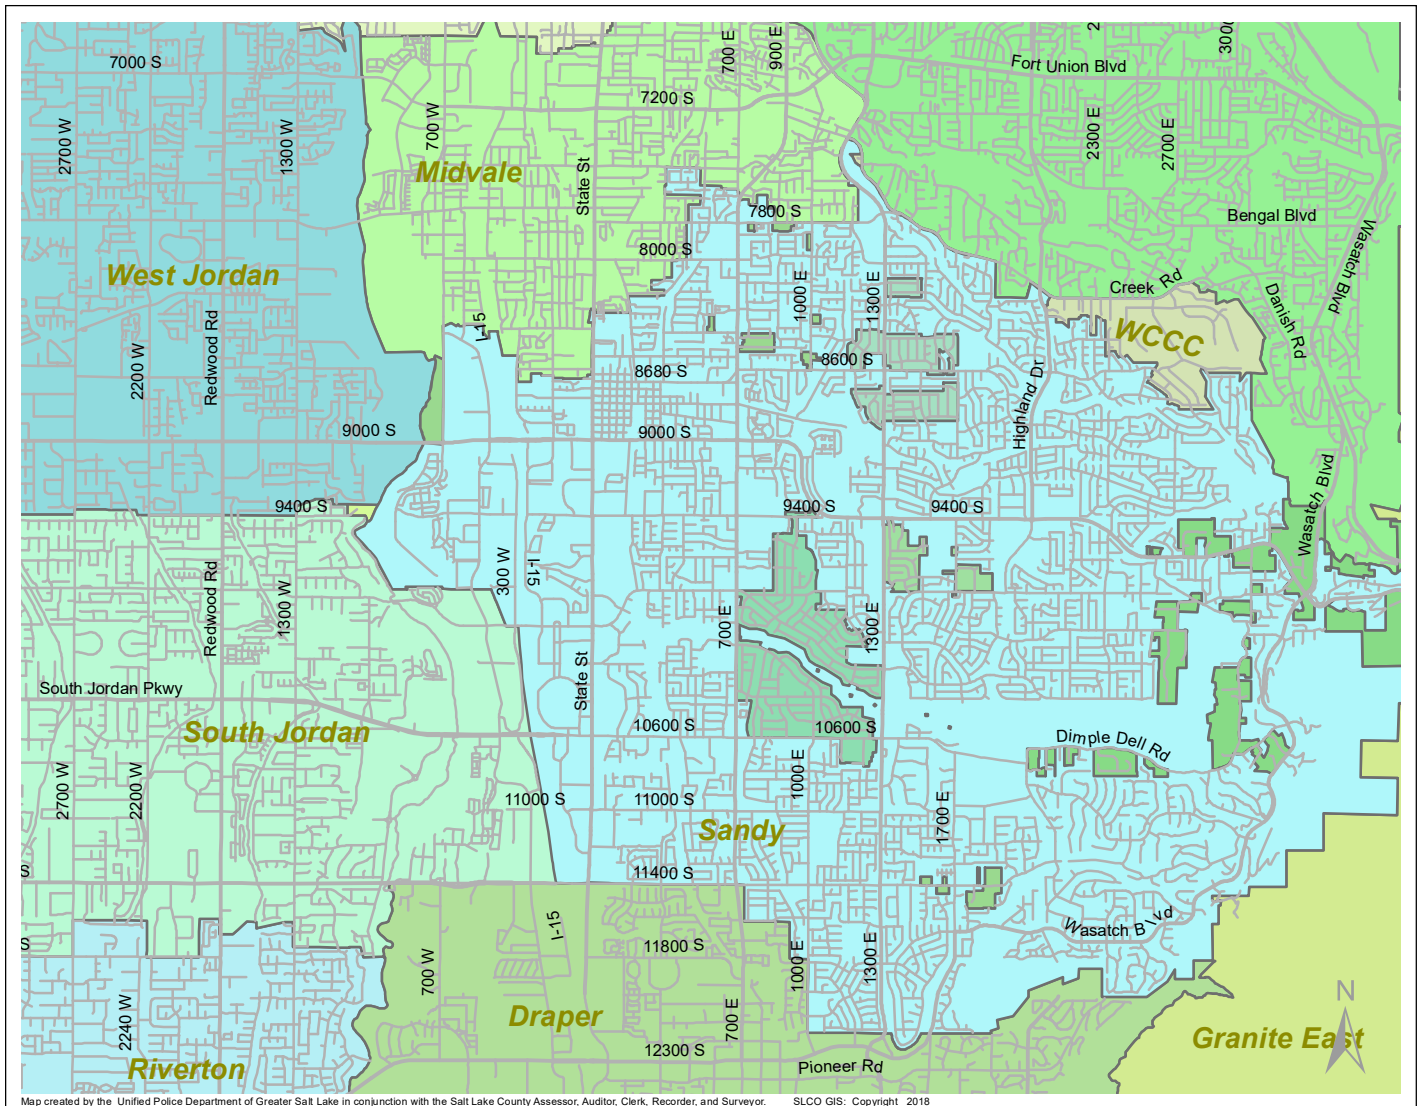 7000 S
2700 W
1300 W
700 W
Midvale
7200 S
700 E
900 E
Fort Union Blvd
2
3000
2300 E
2700 E
State St
7800 S
Bengal Blvd
Wasatch Blvd
West Jordan
8000 S
1000 E
1300 E
Creek Rd
Danish Rd
WCCC
Redwood Rd
2200 W
I-15
8680 S
8600 S
Highland Dr
9000 S
9000 S
9400 S
9400 S
9400 S
Wasatch Blvd
Redwood Rd
1300 W
300 W
I-15
700 E
1300 E
South Jordan Pkwy
State St
South Jordan
10600 S
10600 S
Dimple Dell Rd
2700 W
2200 W
11000 S
11000 S
1000 E
1700 E
Sandy
S
11400 S
I-15
Wasatch Blvd
S
700 W
11800 S
1000 E
1300 E
2240 W
Draper
700 E
N
Granite East
Riverton
12300 S
Pioneer Rd
Map created by the Unified Police Department of Greater Salt Lake in conjunction with the Salt Lake County Assessor, Auditor, Clerk, Recorder, and Surveyor. SLCO GIS: Copyright 2018